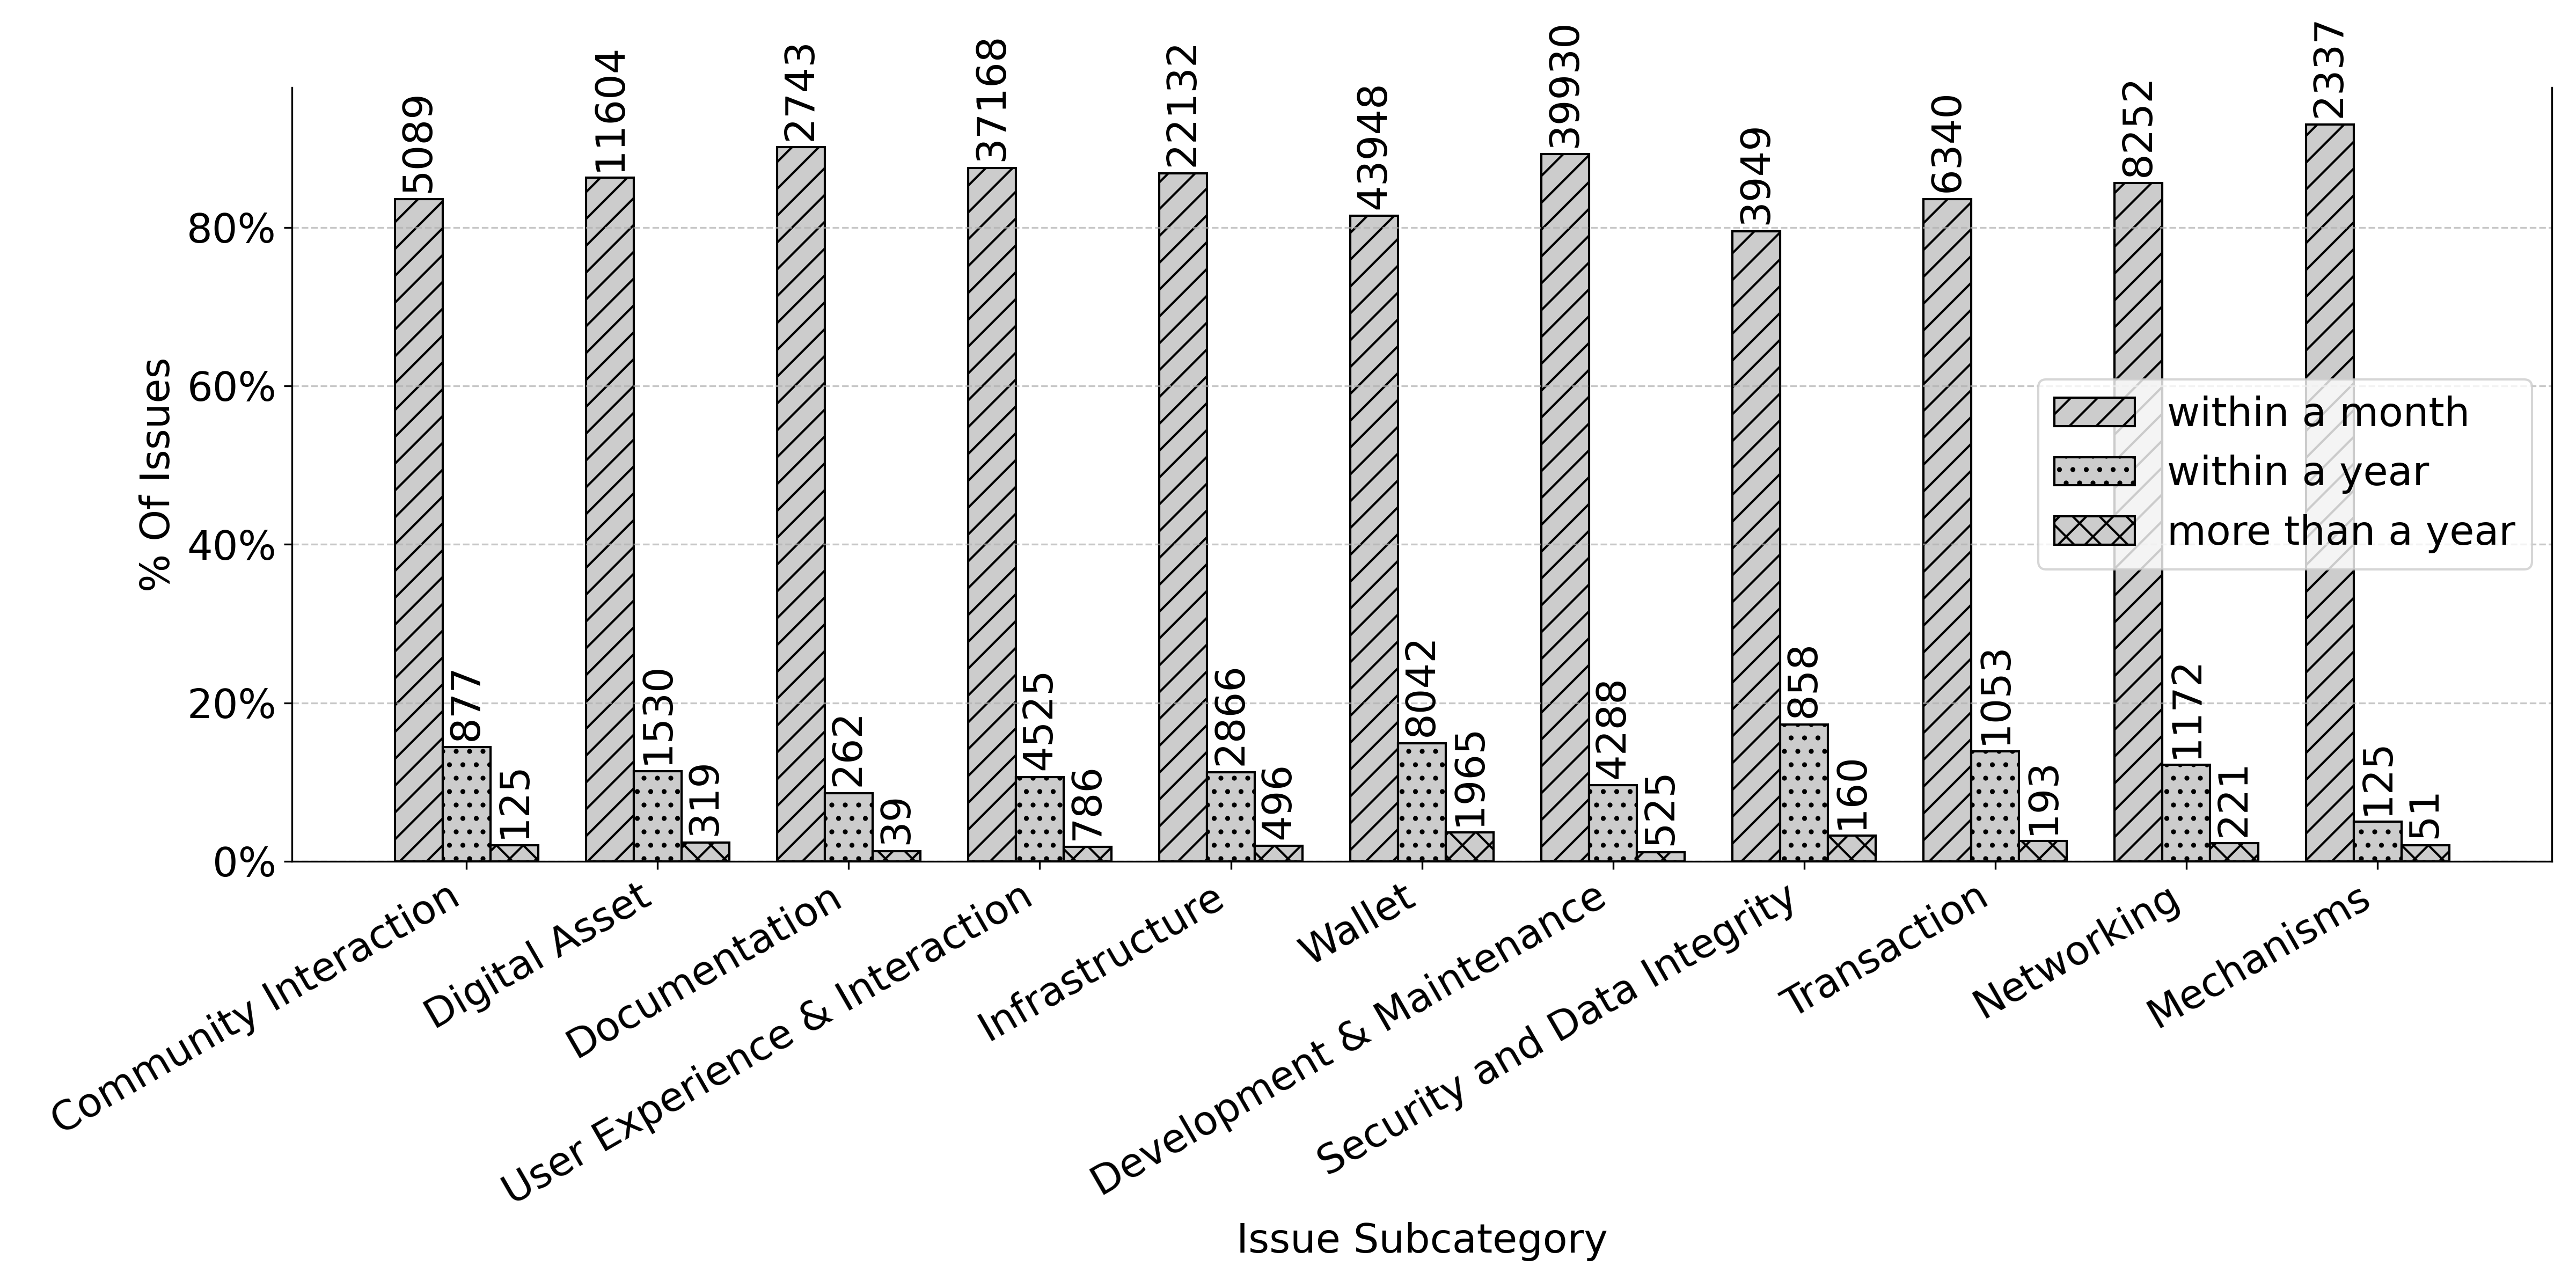 % Of Issues
80%
60%
40%
20%
0%
5089
877
125
11604
1530
319
2743
262
39
37168
4525
786
22132
2866
496
43948
8042
1965
39930
4288
525
3949
858
160
6340
1053
193
8252
1172
221
2337
125
51
within a month
within a year
more than a year
Community Interaction
Digital Asset
Documentation
User Experience & Interaction
Infrastructure
Wallet
Development & Maintenance
Security and Data Integrity
Transaction
Networking
Mechanisms
Issue Subcategory